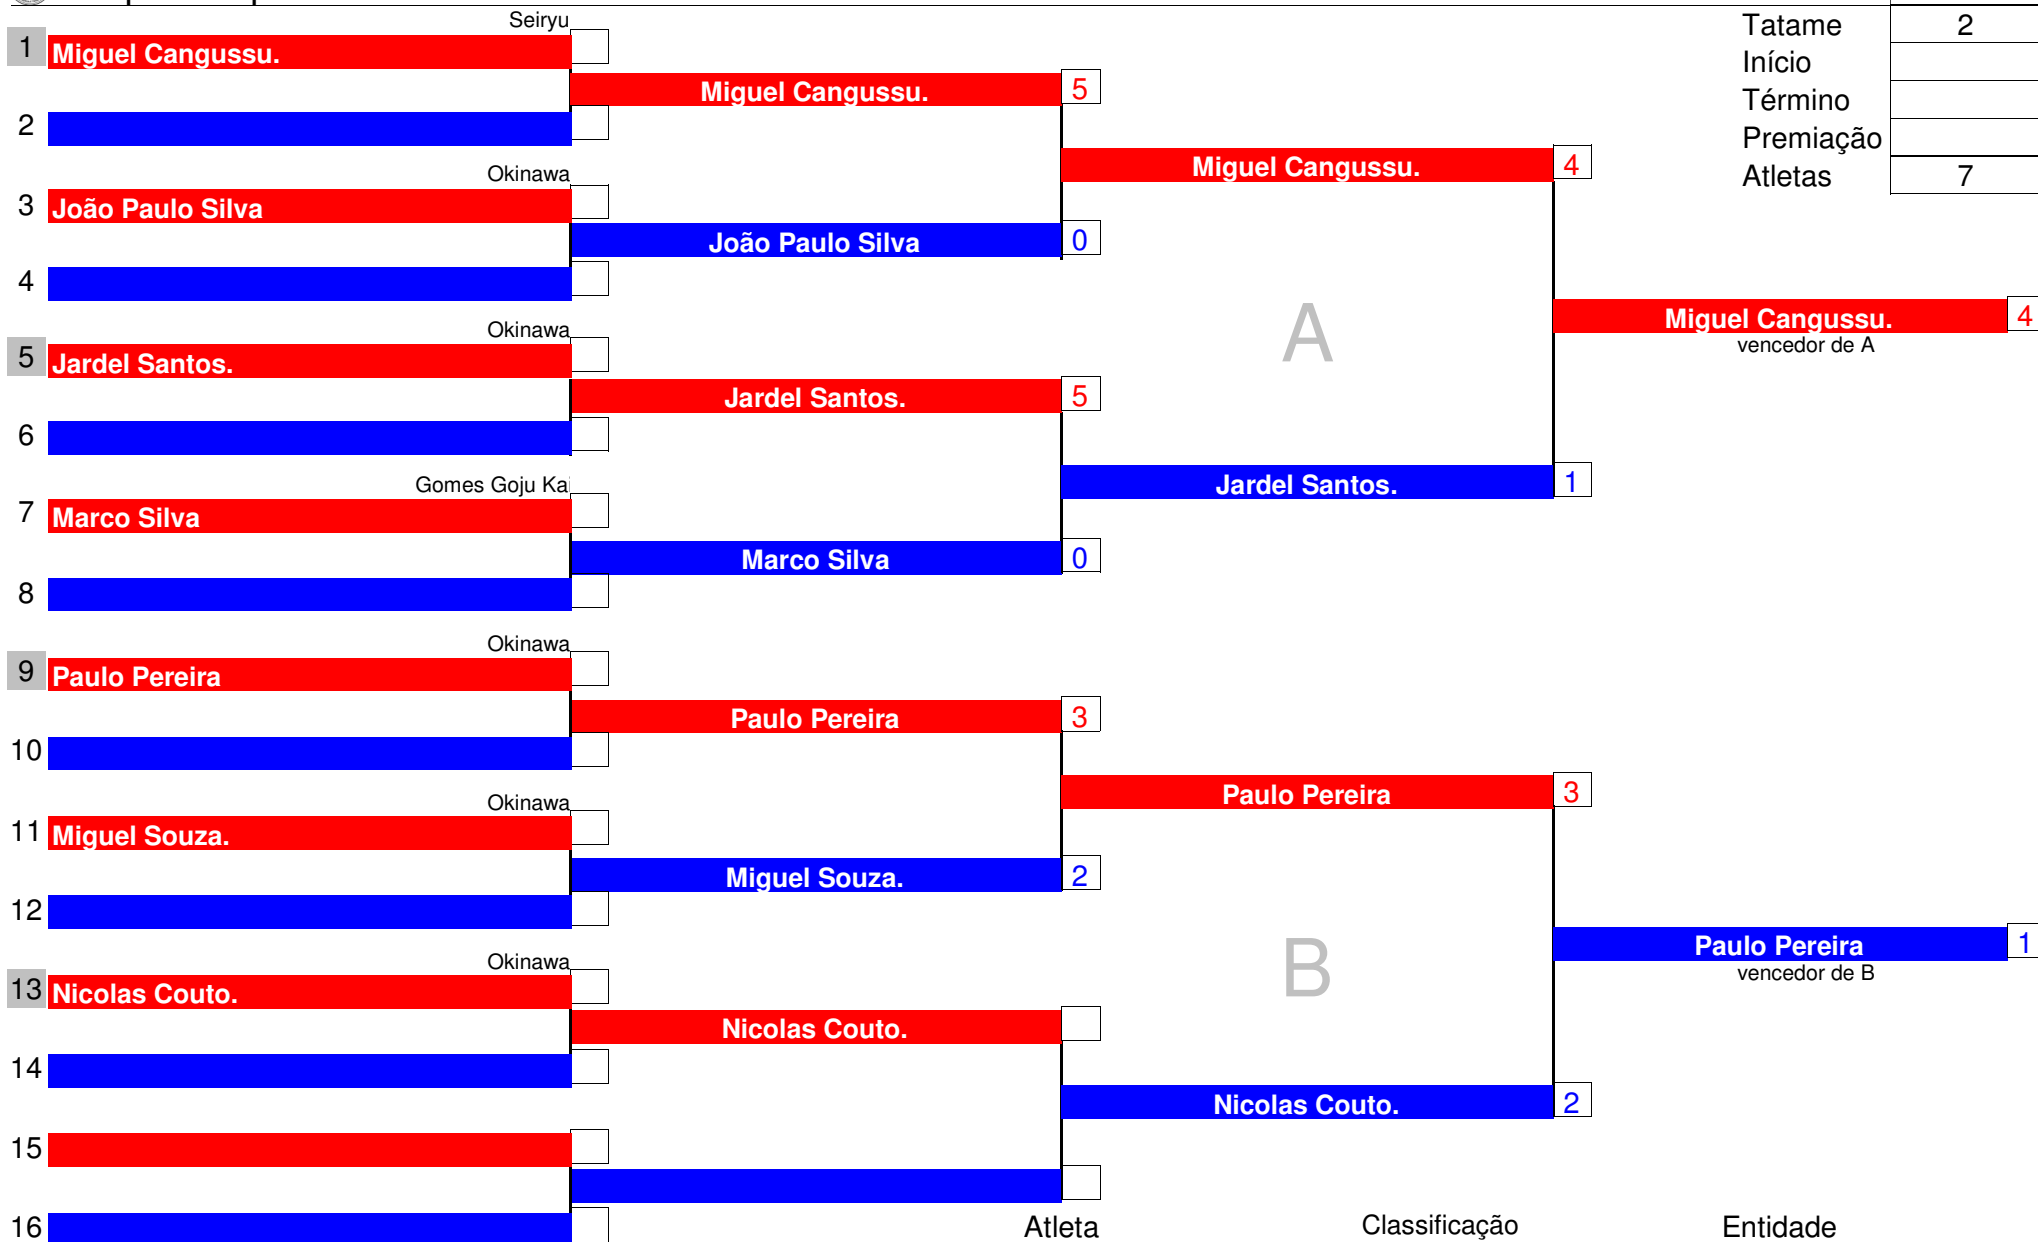 Seiryu
1 Miguel Cangussu.
Tatame 2
Início
Miguel Cangussu. 5
Término
2
Premiação
Miguel Cangussu. 4
Okinawa
Atletas 7
3 João Paulo Silva
João Paulo Silva 0
4
A
Miguel Cangussu. 4
Okinawa
vencedor de A
5 Jardel Santos.
Jardel Santos. 5
6
Gomes Goju Kai
Jardel Santos. 1
7 Marco Silva
Marco Silva 0
8
Okinawa
9 Paulo Pereira
Paulo Pereira 3
10
Paulo Pereira 3
Okinawa
11 Miguel Souza.
Miguel Souza. 2
12
Paulo Pereira 1
Okinawa
B
vencedor de B
13 Nicolas Couto.
Nicolas Couto.
14
Nicolas Couto. 2
15
16
Atleta Classificação Entidade